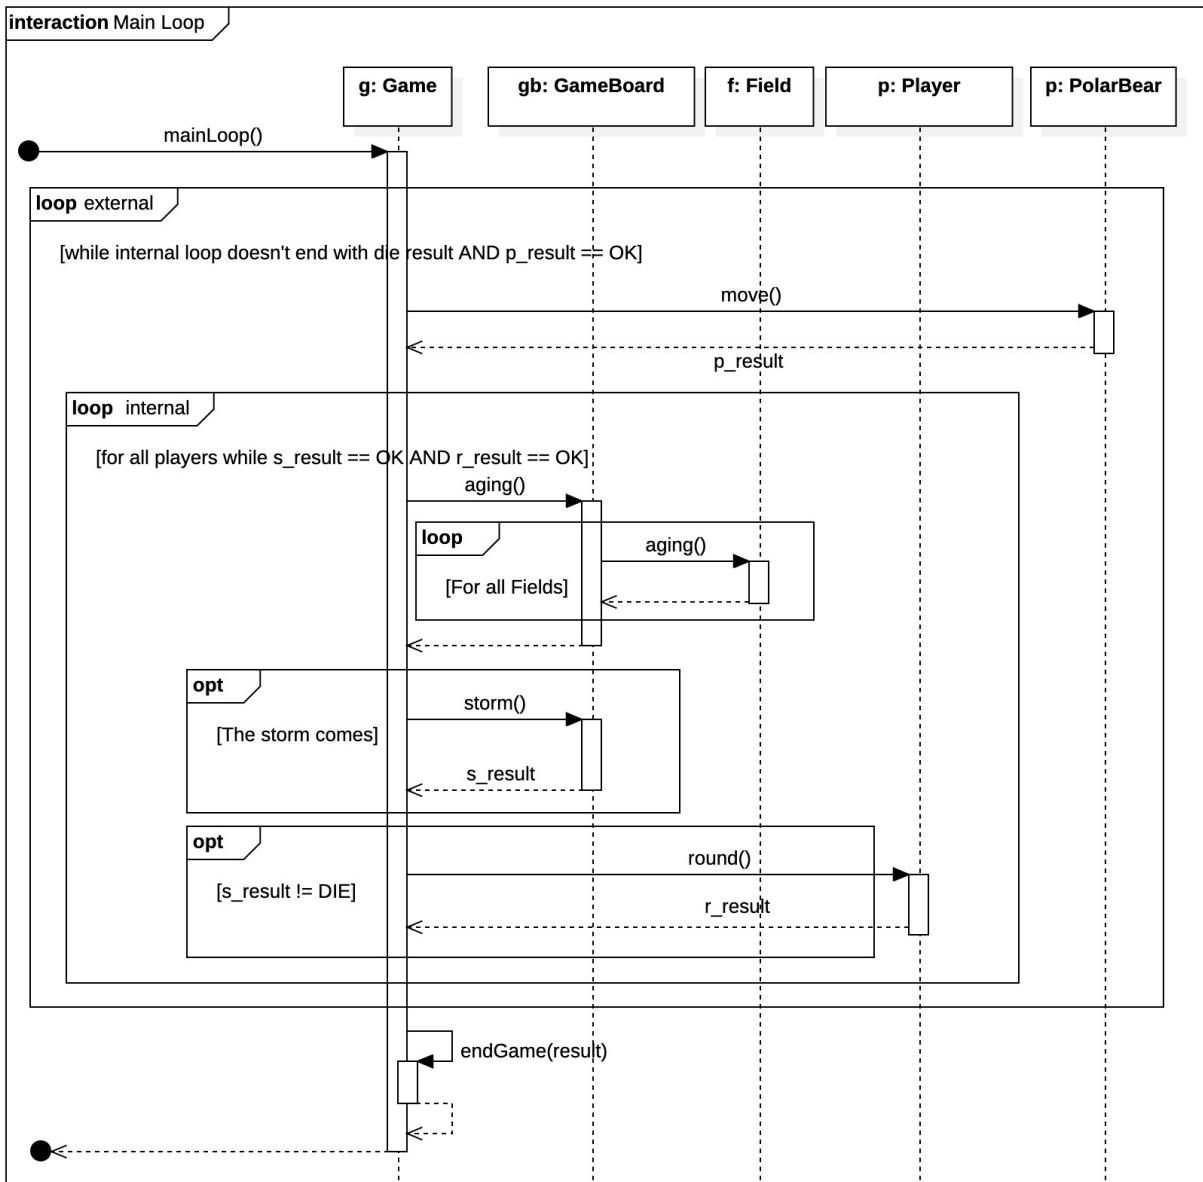 interaction Main Loop
g: Game
gb: GameBoard
f: Field
p: Player
p: PolarBear
mainLoop()
loop external
[while internal loop doesn't end with die result AND p_result == OK]
move()
p_result
loop internal
[for all players while s_result == OK AND r_result == OK]
aging()
loop
aging()
[For all Fields]
opt
storm()
[The storm comes]
s_result
opt
round()
[s_result != DIE]
r_result
endGame(result)